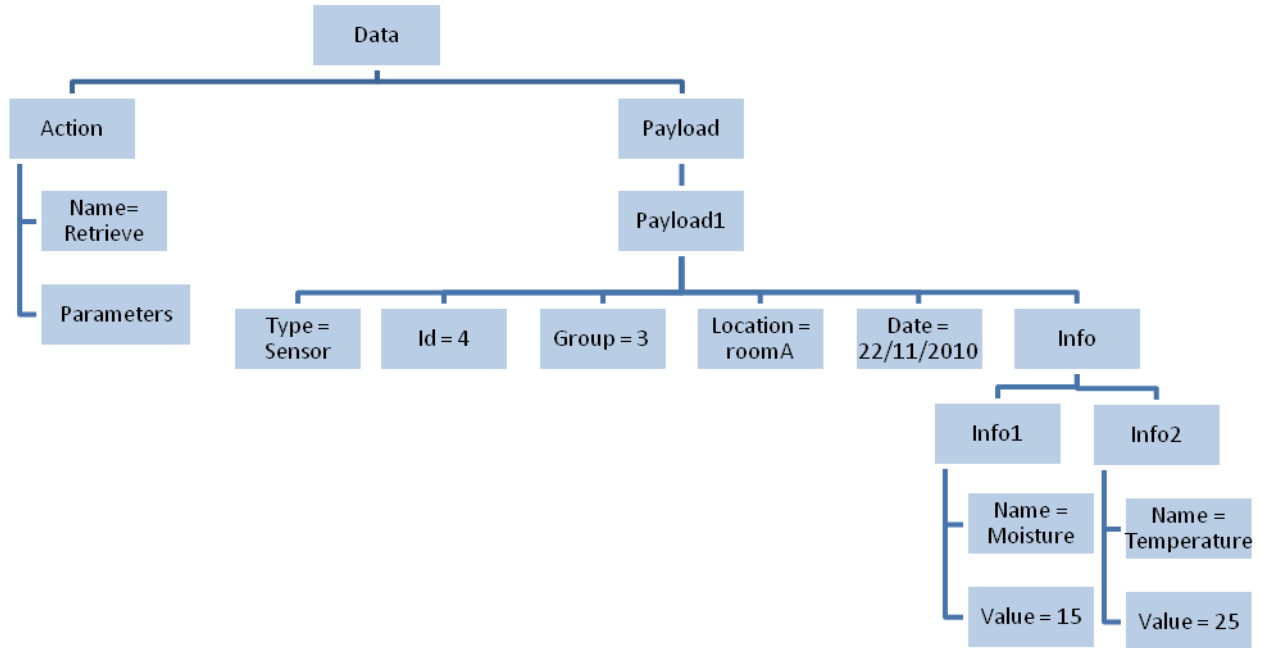 Data
Action
Payload
Name=
Retrieve
Payload1
Parameters
Type =
Sensor
Id = 4
Group = 3
Location =
roomA
Date =
22/11/2010
Info
Info1
Info2
Name =
Moisture
Name =
Temperature
Value = 15
Value = 25